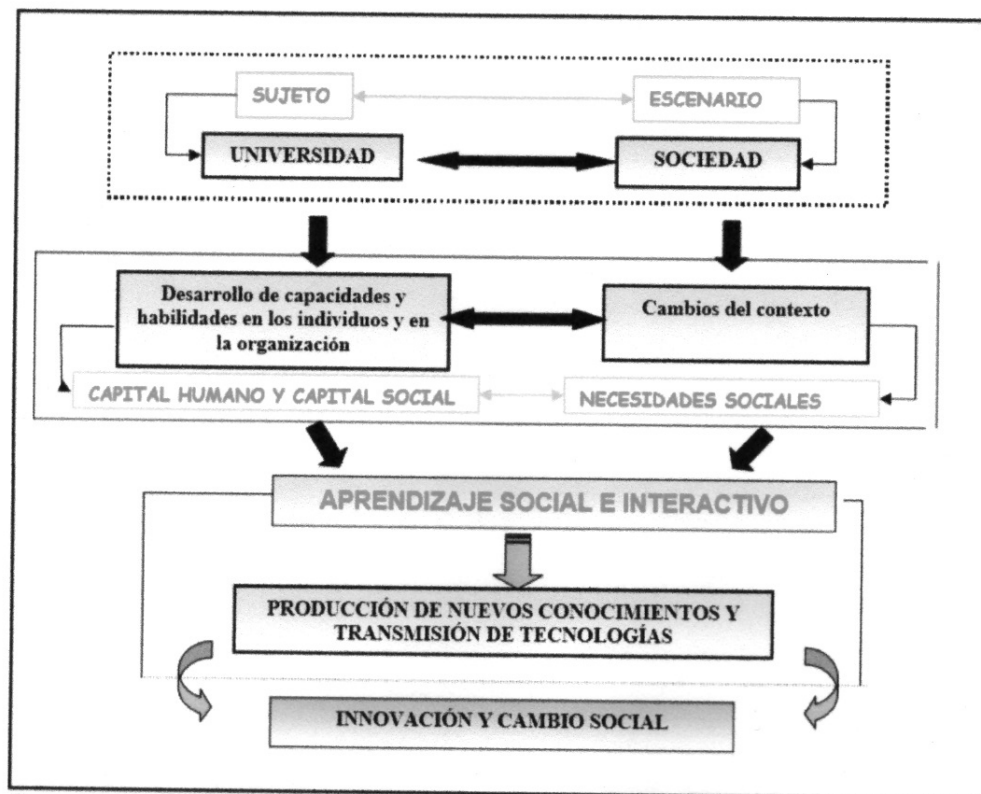 SUJETO
ESCENARIO
UNIVERSIDAD
SOCIEDAD
Desarrollo de capacidades y
habilidades en los individuos y en
la organización
Cambios del contexto
CAPITAL HUMANO Y CAPITAL SOCIAL
NECESIDADES SOCIALES
APRENDIZAJE SOCIAL E INTERACTIVO
PRODUCCIÓN DE NUEVOS CONOCIMIENTOS Y
TRANSMISIÓN DE TECNOLOGÍAS
INNOVACIÓN Y CAMBIO SOCIAL